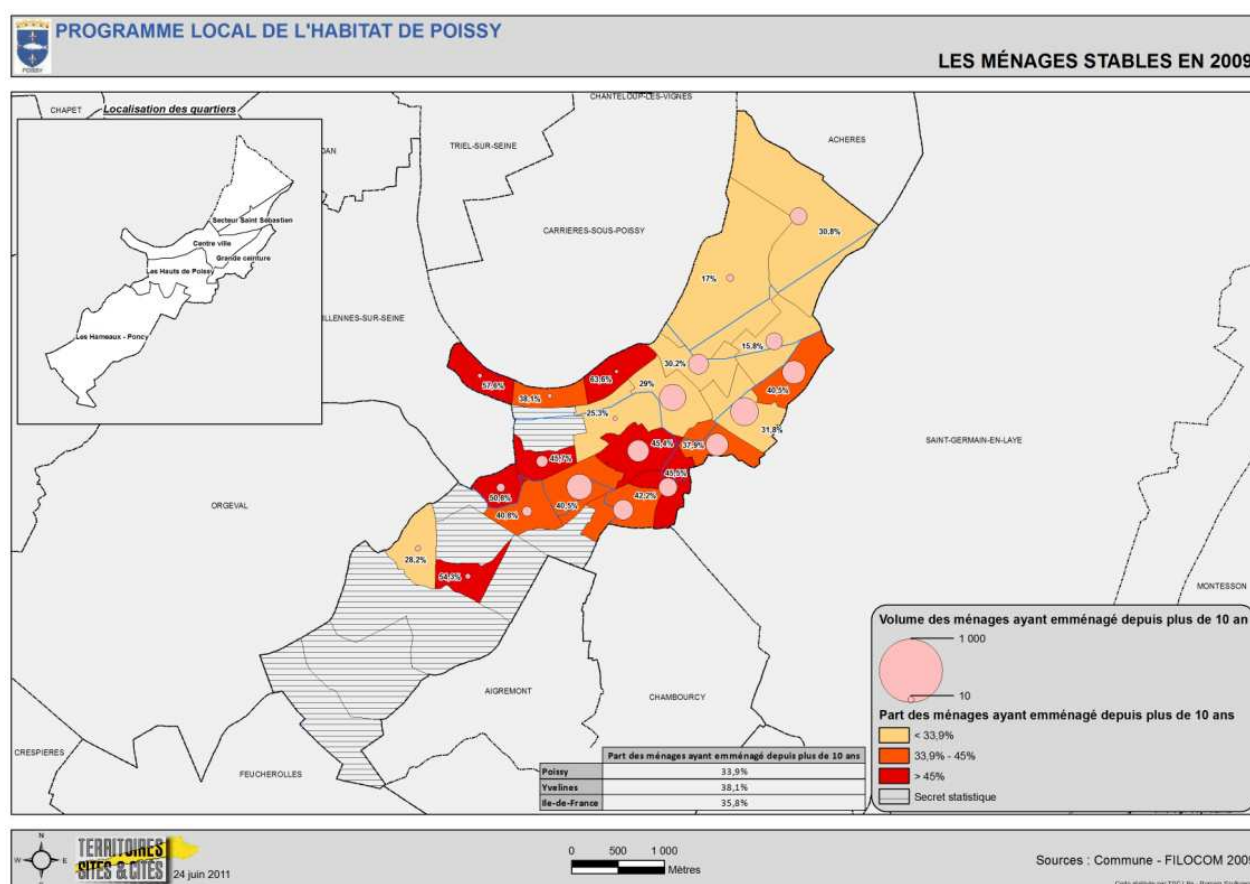 PROGRAMME LOCAL DE L'HABITAT DE POISSY
POISSY
LES MÉNAGES STABLES EN 2009
CHAPET
Localisation des quartiers
CHANTELOUP-LES-VIGNES
ACHERES
TRIEL-SUR-SEINE
CARRIERES-SOUS-POISSY
Secteur Saint Sébastien
Centre ville
Grande ceinture
Les Hauts de Poissy
Les Hameaux - Poncy
ILLENNES-SUR-SEINE
30,8%
17%
15,8%
30,2%
63,6%
57,6%
38,1%
29%
40,5%
25,3%
31,8%
45,4%
37,9%
50,8%
42,2%
40,5%
40,8%
28,2%
54,3%
SAINT-GERMAIN-EN-LAYE
ORGEVAL
MONTESSON
AIGREMONT
CHAMBOURCY
CRESPIERES
FEUCHEROLLES
Volume des ménages ayant emménagé depuis plus de 10 an
1 000
10
Part des ménages ayant emménagé depuis plus de 10 ans
< 33,9%
33,9% - 45%
> 45%
Secret statistique
Part des ménages ayant emménagé depuis plus de 10 ans
Poissy 33,9%
Yvelines 38,1%
Ile-de-France 35,8%
N
W E
TERRITOIRES
SITES & CITÉS
24 juin 2011
0 500 1 000
Mètres
Sources : Commune - FILOCOM 2009